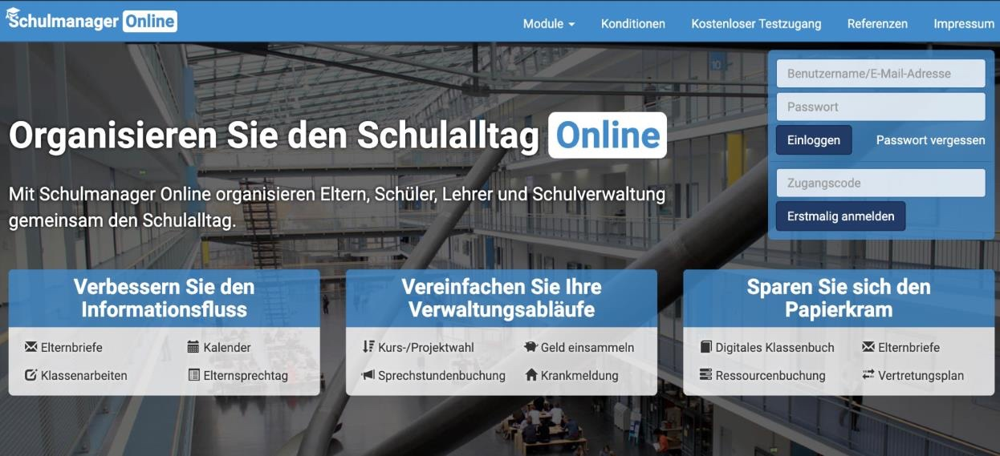 Schulmanager Online
Module Konditionen Kostenloser Testzugang Referenzen Impressum
10
Benutzername/E-Mail-Adresse
Passwort
Einloggen Passwort vergessen
Zugangscode
Erstmalig anmelden
Organisieren Sie den Schulalltag Online
Mit Schulmanager Online organisieren Eltern, Schüler, Lehrer und Schulverwaltung
gemeinsam den Schulalltag.
Verbessern Sie den
Informationsfluss
Elternbriefe Kalender
Klassenarbeiten Elternsprechtag
Vereinfachen Sie Ihre
Verwaltungsabläufe
Kurs-/Projektwahl Geld einsammeln
Sprechstundenbuchung Krankmeldung
Sparen Sie sich den
Papierkram
Digitales Klassenbuch Elternbriefe
Ressourcenbuchung Vertretungsplan